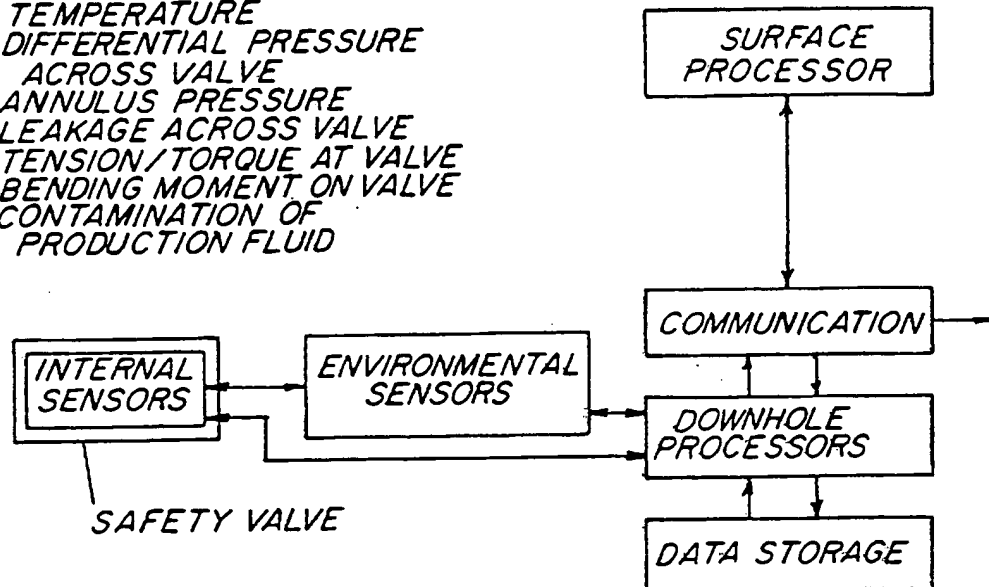 TEMPERATURE
DIFFERENTIAL PRESSURE
ACROSS VALVE
ANNULUS PRESSURE
LEAKAGE ACROSS VALVE
TENSION/TORQUE AT VALVE
BENDING MOMENT ON VALVE
CONTAMINATION OF
PRODUCTION FLUID
SURFACE
PROCESSOR
COMMUNICATION
INTERNAL
SENSORS
ENVIRONMENTAL
SENSORS
DOWNHOLE
PROCESSORS
SAFETY VALVE
DATA STORAGE